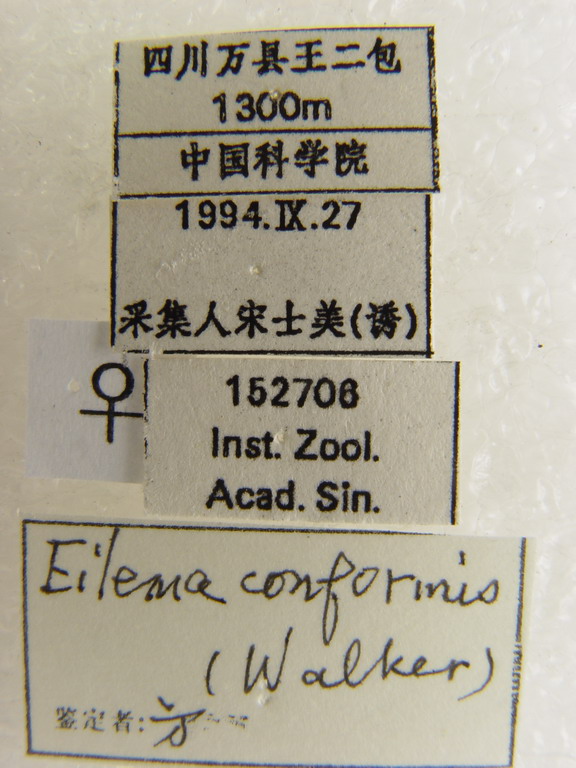 四川万县王二包
1300m
中国科学院
1994.IX.27
采集人宋士美(诱)
♀
152706
Inst. Zool.
Acad. Sin.
Eilema conformis
(Walker)
鉴定者:方